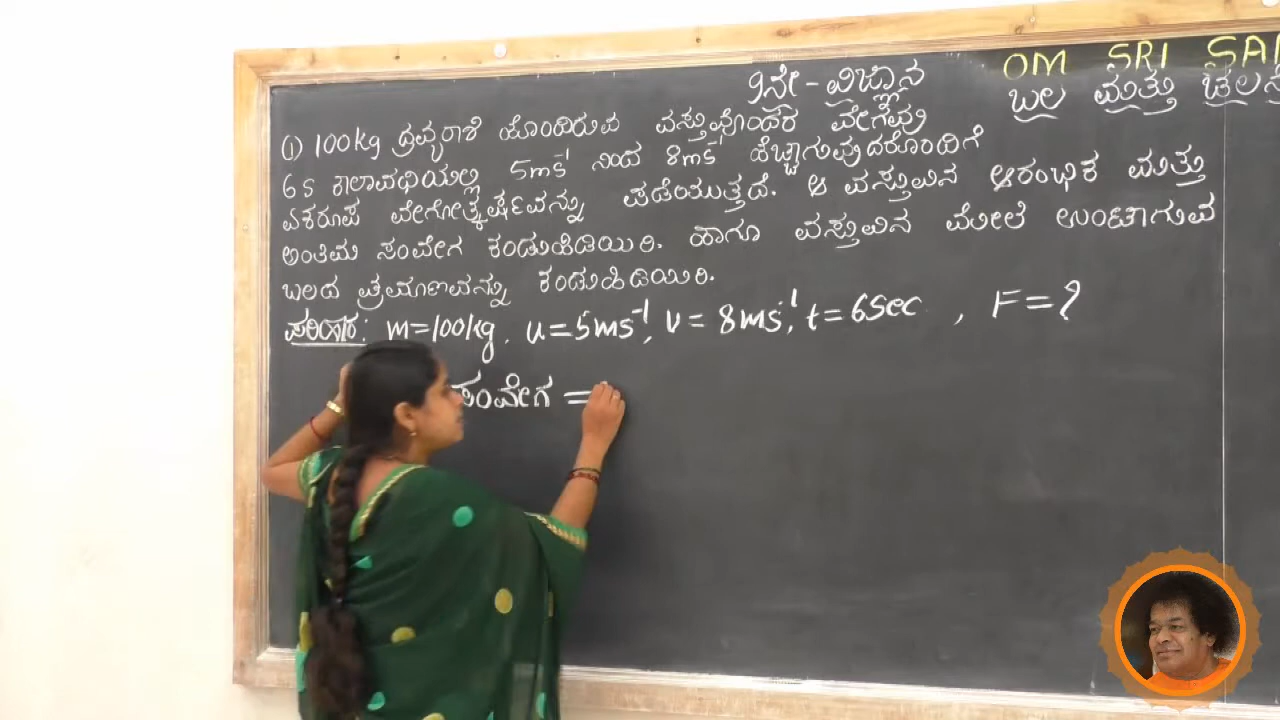 OM SRI SAI
9ನೇ - ವಿಜ್ಞಾನ
ಬಲ ಮತ್ತು ಚಲನ
(1) 100kg ದ್ರವ್ಯರಾಶಿ ಹೊಂದಿರುವ ವಸ್ತುವೊಂದರ ವೇಗವು
6s ಕಾಲಾವಧಿಯಲ್ಲಿ 5ms⁻¹ ನಿಂದ 8ms⁻¹ ಹೆಚ್ಚಾಗುವುದರೊಂದಿಗೆ
ಏಕರೂಪ ವೇಗೋತ್ಕರ್ಷವನ್ನು ಪಡೆಯುತ್ತದೆ. ಆ ವಸ್ತುವಿನ ಆರಂಭಿಕ ಮತ್ತು
ಅಂತಿಮ ಸಂವೇಗ ಕಂಡುಹಿಡಿಯಿರಿ. ಹಾಗೂ ವಸ್ತುವಿನ ಮೇಲೆ ಉಂಟಾಗುವ
ಬಲದ ಪ್ರಮಾಣವನ್ನು ಕಂಡುಹಿಡಿಯಿರಿ.
ಪರಿಹಾರ: m=100kg, u=5ms⁻¹, v=8ms⁻¹, t=6sec , F=?
ಸಂವೇಗ =